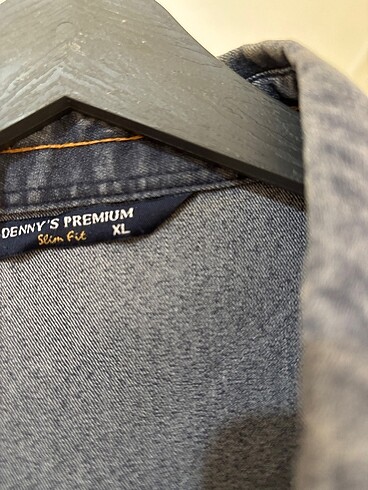 DENNY'S PREMIUM
Slim Fit XL